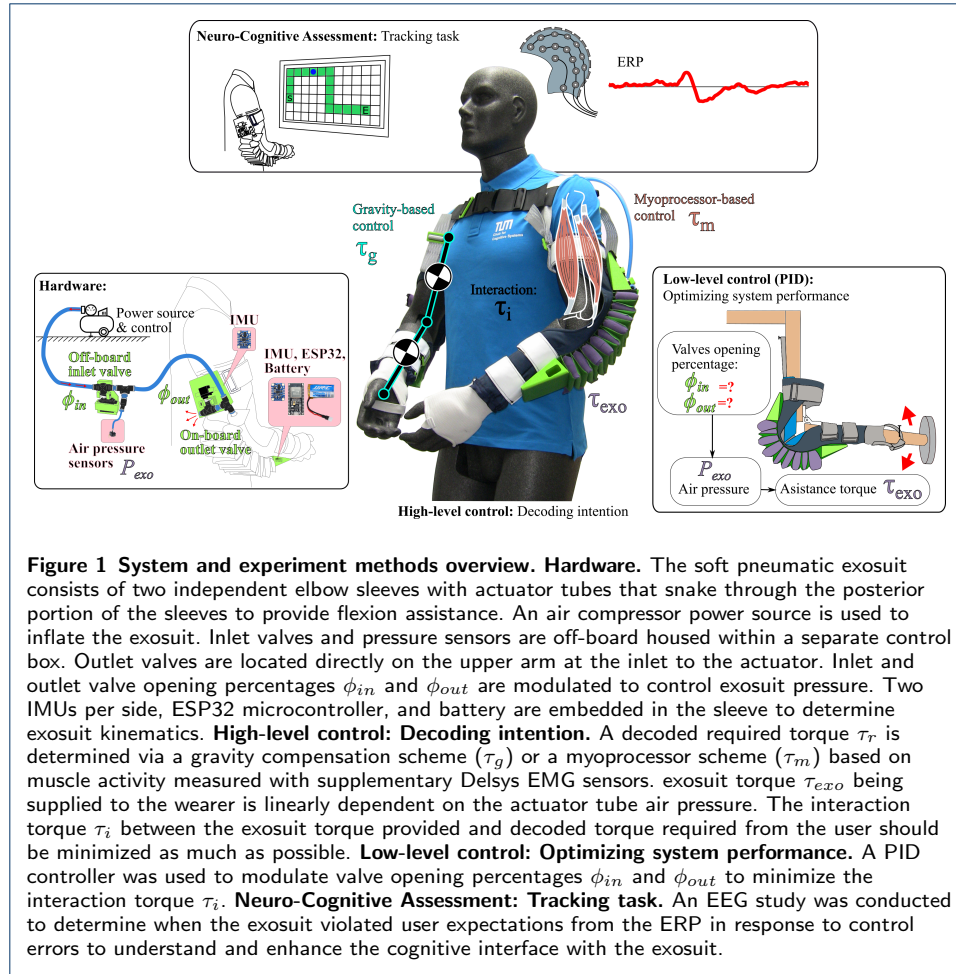 Neuro-Cognitive Assessment: Tracking task
ERP
S
E
Gravity-based
control
τg
Myoprocessor-based
control τm
TUM
Cognitive Systems
Interaction:
τi
τexo
High-level control: Decoding intention
Hardware:
Power source
& control
IMU
Off-board
inlet valve
ϕin
ϕout
IMU, ESP32,
Battery
On-board
outlet valve
Air pressure
sensors Pexo
Low-level control (PID):
Optimizing system performance
Valves opening
percentage:
ϕin =?
ϕout =?
Pexo
Air pressure
Asistance torque τexo
Figure 1 System and experiment methods overview. Hardware. The soft pneumatic exosuit
consists of two independent elbow sleeves with actuator tubes that snake through the posterior
portion of the sleeves to provide flexion assistance. An air compressor power source is used to
inflate the exosuit. Inlet valves and pressure sensors are off-board housed within a separate control
box. Outlet valves are located directly on the upper arm at the inlet to the actuator. Inlet and
outlet valve opening percentages ϕin and ϕout are modulated to control exosuit pressure. Two
IMUs per side, ESP32 microcontroller, and battery are embedded in the sleeve to determine
exosuit kinematics. High-level control: Decoding intention. A decoded required torque τr is
determined via a gravity compensation scheme (τg) or a myoprocessor scheme (τm) based on
muscle activity measured with supplementary Delsys EMG sensors. exosuit torque τexo being
supplied to the wearer is linearly dependent on the actuator tube air pressure. The interaction
torque τi between the exosuit torque provided and decoded torque required from the user should
be minimized as much as possible. Low-level control: Optimizing system performance. A PID
controller was used to modulate valve opening percentages ϕin and ϕout to minimize the
interaction torque τi. Neuro-Cognitive Assessment: Tracking task. An EEG study was conducted
to determine when the exosuit violated user expectations from the ERP in response to control
errors to understand and enhance the cognitive interface with the exosuit.